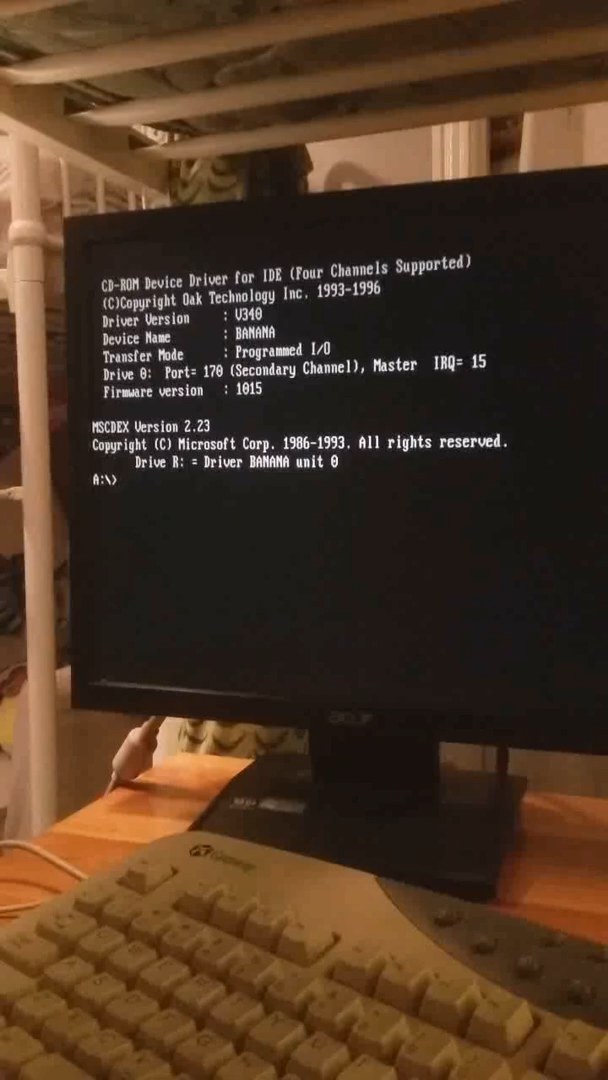 CD-ROM Device Driver for IDE (Four Channels Supported)
(C)Copyright Oak Technology Inc. 1993-1996
Driver Version : V340
Device Name : BANANA
Transfer Mode : Programmed I/O
Drive 0: Port= 170 (Secondary Channel), Master IRQ= 15
Firmware version : 1015
MSCDEX Version 2.23
Copyright (C) Microsoft Corp. 1986-1993. All rights reserved.
Drive R: = Driver BANANA unit 0
A:\>
acer